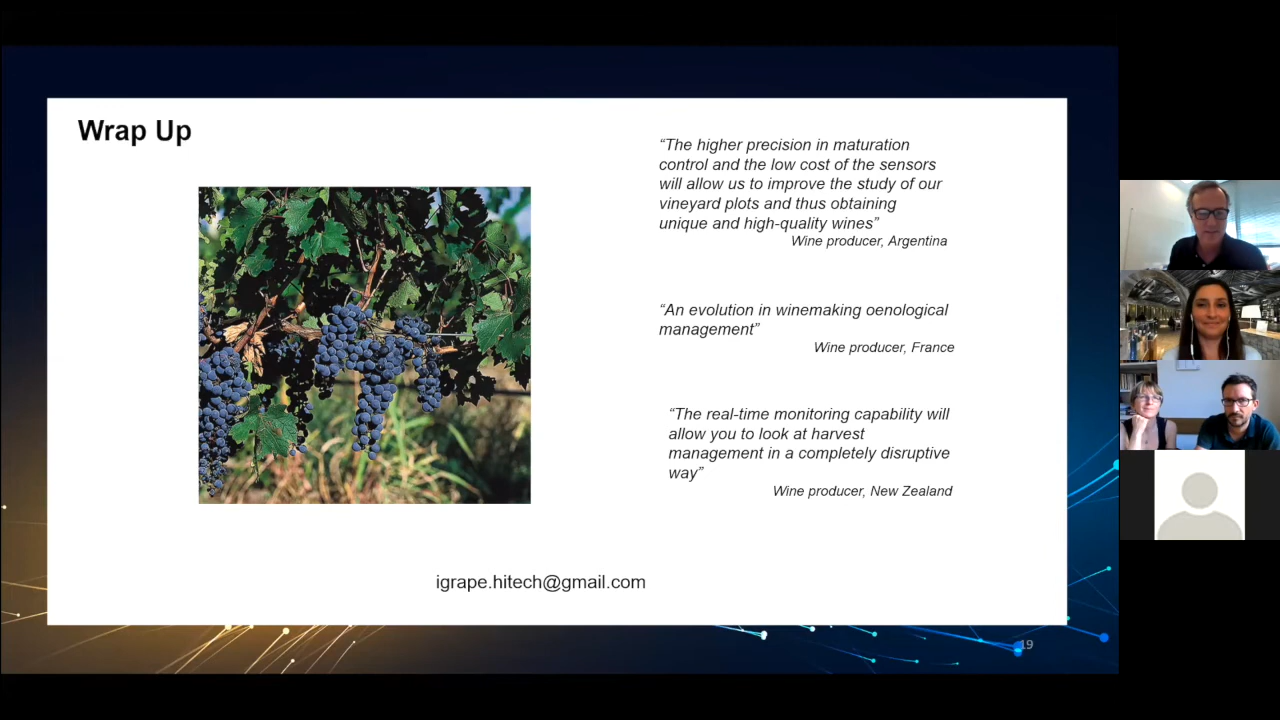 Wrap Up
“The higher precision in maturation
control and the low cost of the sensors
will allow us to improve the study of our
vineyard plots and thus obtaining
unique and high-quality wines”
Wine producer, Argentina
“An evolution in winemaking oenological
management”
Wine producer, France
“The real-time monitoring capability will
allow you to look at harvest
management in a completely disruptive
way”
Wine producer, New Zealand
igrape.hitech@gmail.com
19